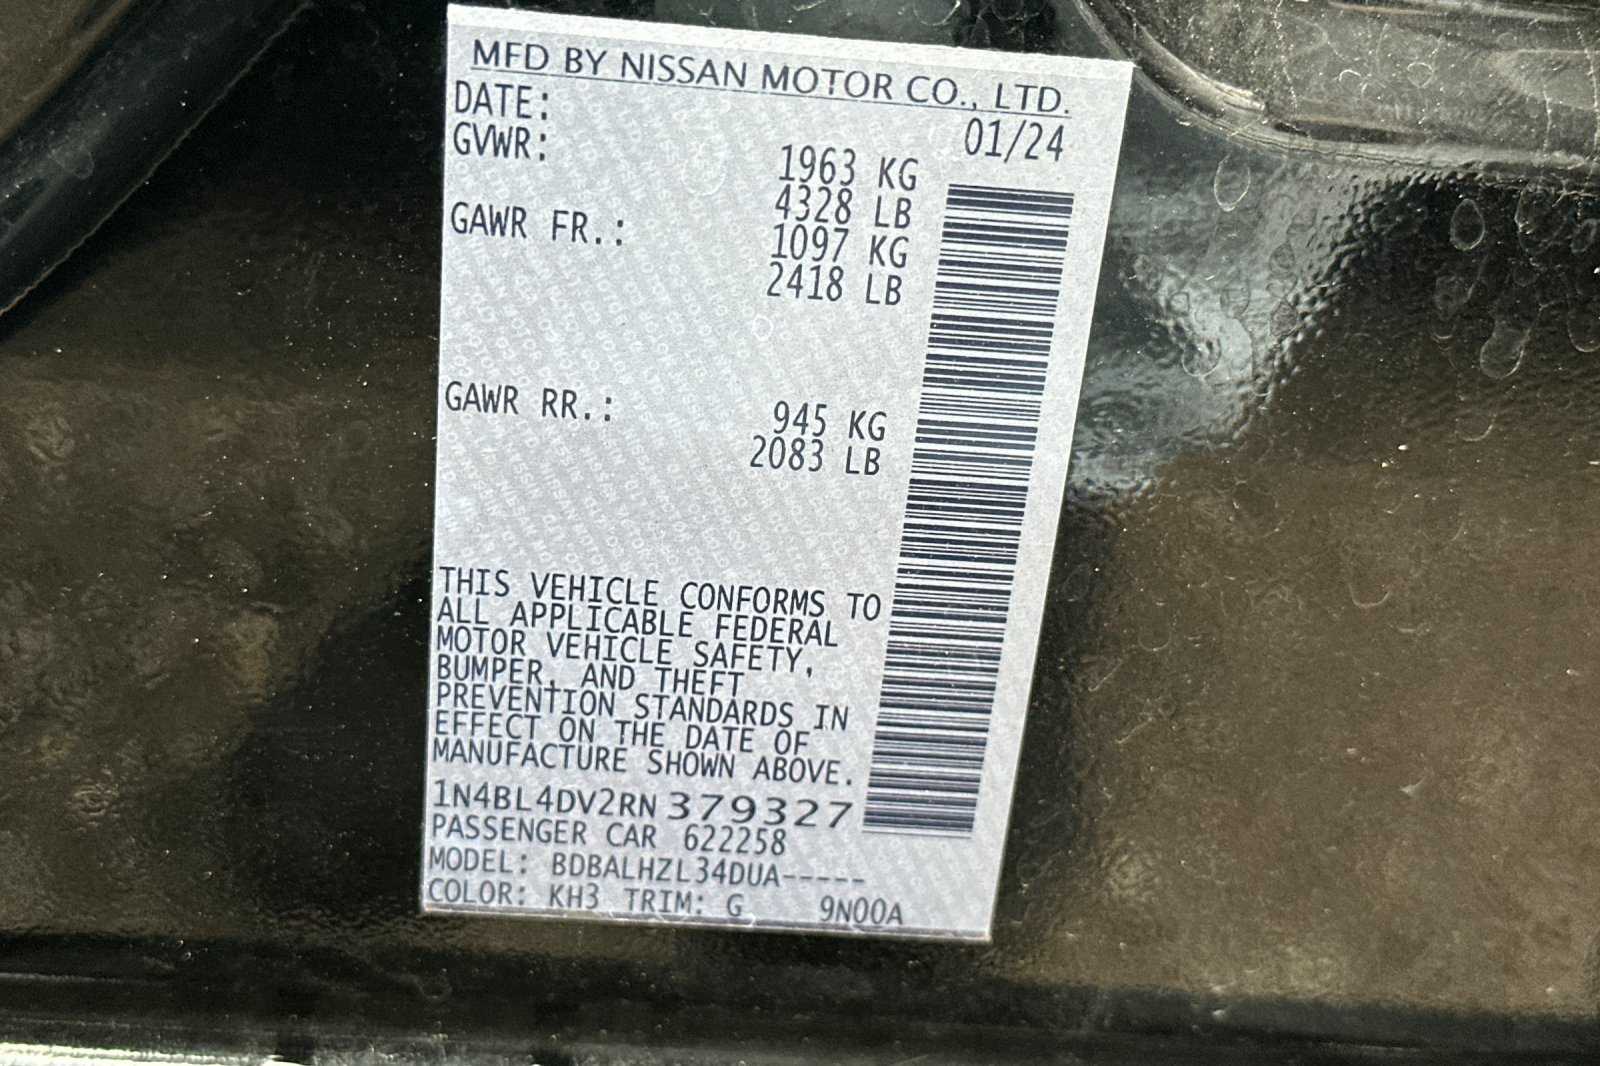 MFD BY NISSAN MOTOR CO., LTD.
DATE: 01/24
GVWR: 1963 KG
4328 LB
GAWR FR.: 1097 KG
2418 LB
GAWR RR.: 945 KG
2083 LB
THIS VEHICLE CONFORMS TO
ALL APPLICABLE FEDERAL
MOTOR VEHICLE SAFETY,
BUMPER, AND THEFT
PREVENTION STANDARDS IN
EFFECT ON THE DATE OF
MANUFACTURE SHOWN ABOVE.
1N4BL4DV2RN379327
PASSENGER CAR 622258
MODEL: BDBALHZL34DUA-----
COLOR: KH3 TRIM: G 9N00A